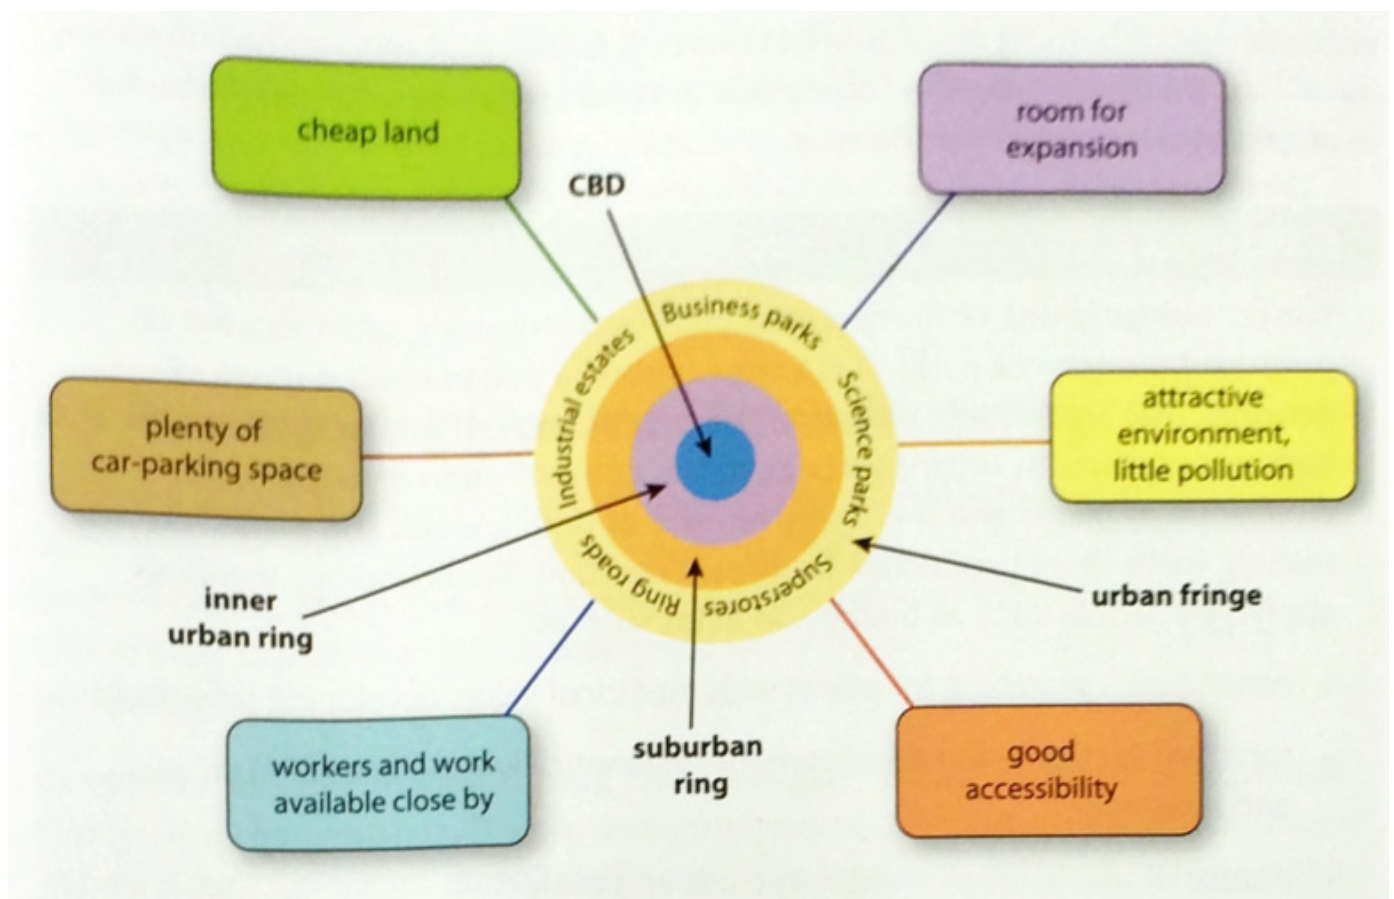 cheap land
room for
expansion
CBD
Business parks
Industrial estates
Science parks
plenty of
car-parking space
attractive
environment,
little pollution
Ring roads
Superstores
inner
urban ring
urban fringe
suburban
ring
workers and work
available close by
good
accessibility